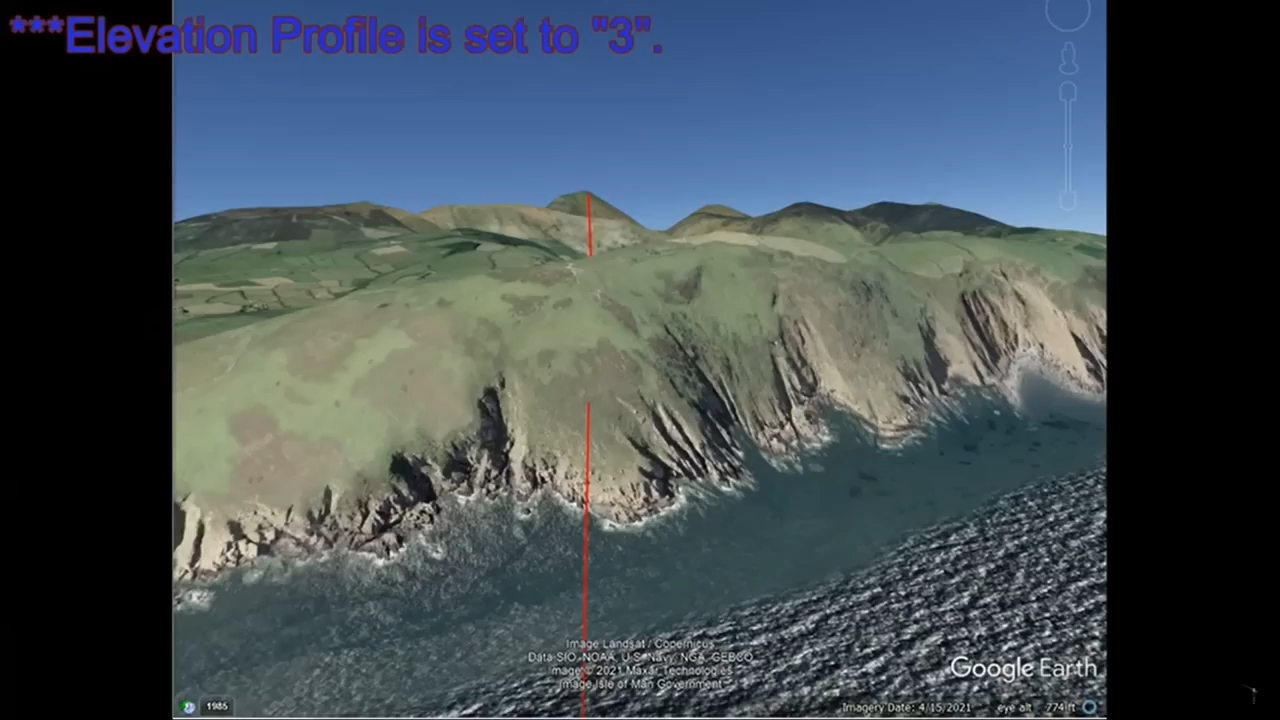 ***Elevation Profile is set to "3".
Image Landsat / Copernicus
Data SIO, NOAA, U.S. Navy, NGA, GEBCO
Image © 2021 Maxar Technologies
Image Isle of Man Government
Google Earth
1985
Imagery Date: 4/15/2021 eye alt 774 ft